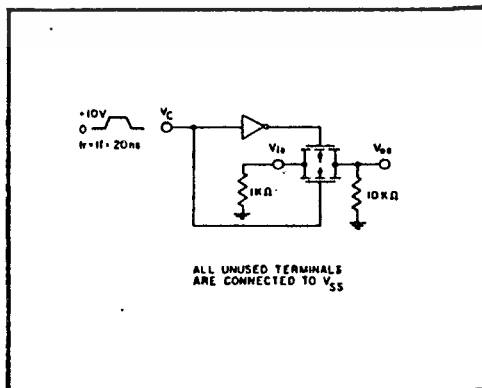 +10V
0
tr = tf = 20ns
VC
Vis
Vos
1KΩ
10KΩ
ALL UNUSED TERMINALS
ARE CONNECTED TO VSS